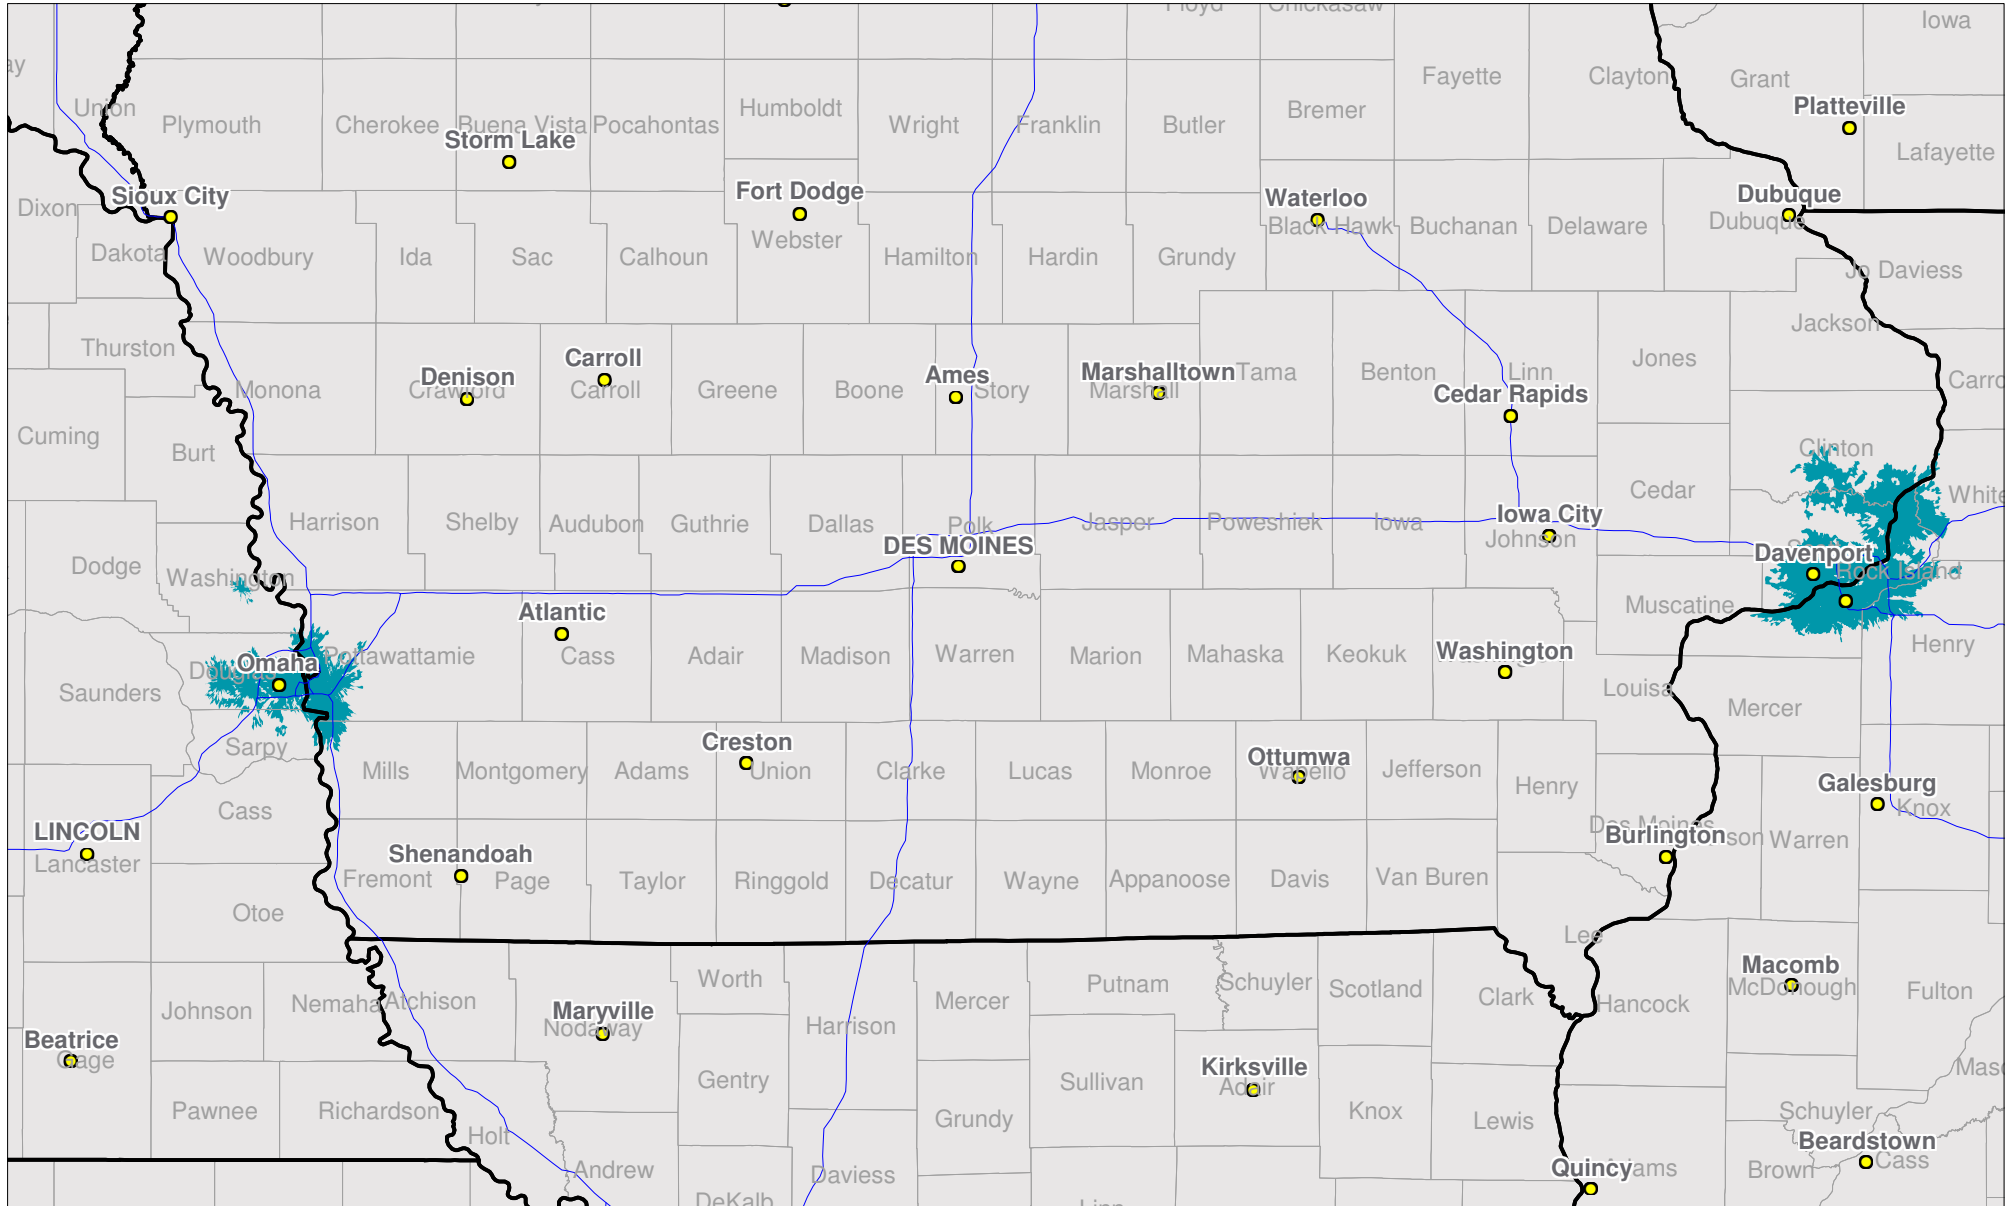 Floyd
Chickasaw
Iowa
Fayette
Clayton
Grant
Union
Humboldt
Platteville
Plymouth
Cherokee
Buena Vista
Pocahontas
Wright
Franklin
Butler
Bremer
Storm Lake
Lafayette
Sioux City
Fort Dodge
Waterloo
Dubuque
Dixon
Dubuque
Black Hawk
Buchanan
Delaware
Webster
Dakota
Woodbury
Ida
Sac
Calhoun
Hamilton
Hardin
Grundy
Jo Daviess
Jackson
Thurston
Carroll
Jones
Denison
Ames
Marshalltown
Tama
Benton
Linn
Monona
Crawford
Carroll
Greene
Boone
Story
Marshall
Cedar Rapids
Cuming
Burt
Clinton
Cedar
Harrison
Shelby
Audubon
Guthrie
Dallas
Polk
Jasper
Poweshiek
Iowa
Iowa City
Johnson
DES MOINES
Davenport
Rock Island
Dodge
Washington
Muscatine
Atlantic
Henry
Omaha
Douglas
Pottawattamie
Cass
Adair
Madison
Warren
Marion
Mahaska
Keokuk
Washington
Saunders
Louisa
Mercer
Sarpy
Creston
Ottumwa
Mills
Montgomery
Adams
Union
Clarke
Lucas
Monroe
Wapello
Jefferson
Henry
Galesburg
Knox
Cass
LINCOLN
Lancaster
Des Moines
Burlington
Warren
Shenandoah
Fremont
Page
Taylor
Ringgold
Decatur
Wayne
Appanoose
Davis
Van Buren
Otoe
Lee
Worth
Macomb
McDonough
Putnam
Schuyler
Scotland
Clark
Hancock
Fulton
Johnson
Nemaha
Atchison
Maryville
Nodaway
Mercer
Harrison
Beatrice
Gage
Kirksville
Adair
Gentry
Sullivan
Pawnee
Richardson
Grundy
Knox
Lewis
Schuyler
Holt
Beardstown
Cass
Andrew
Daviess
Quincy
Adams
Brown
DeKalb
Linn